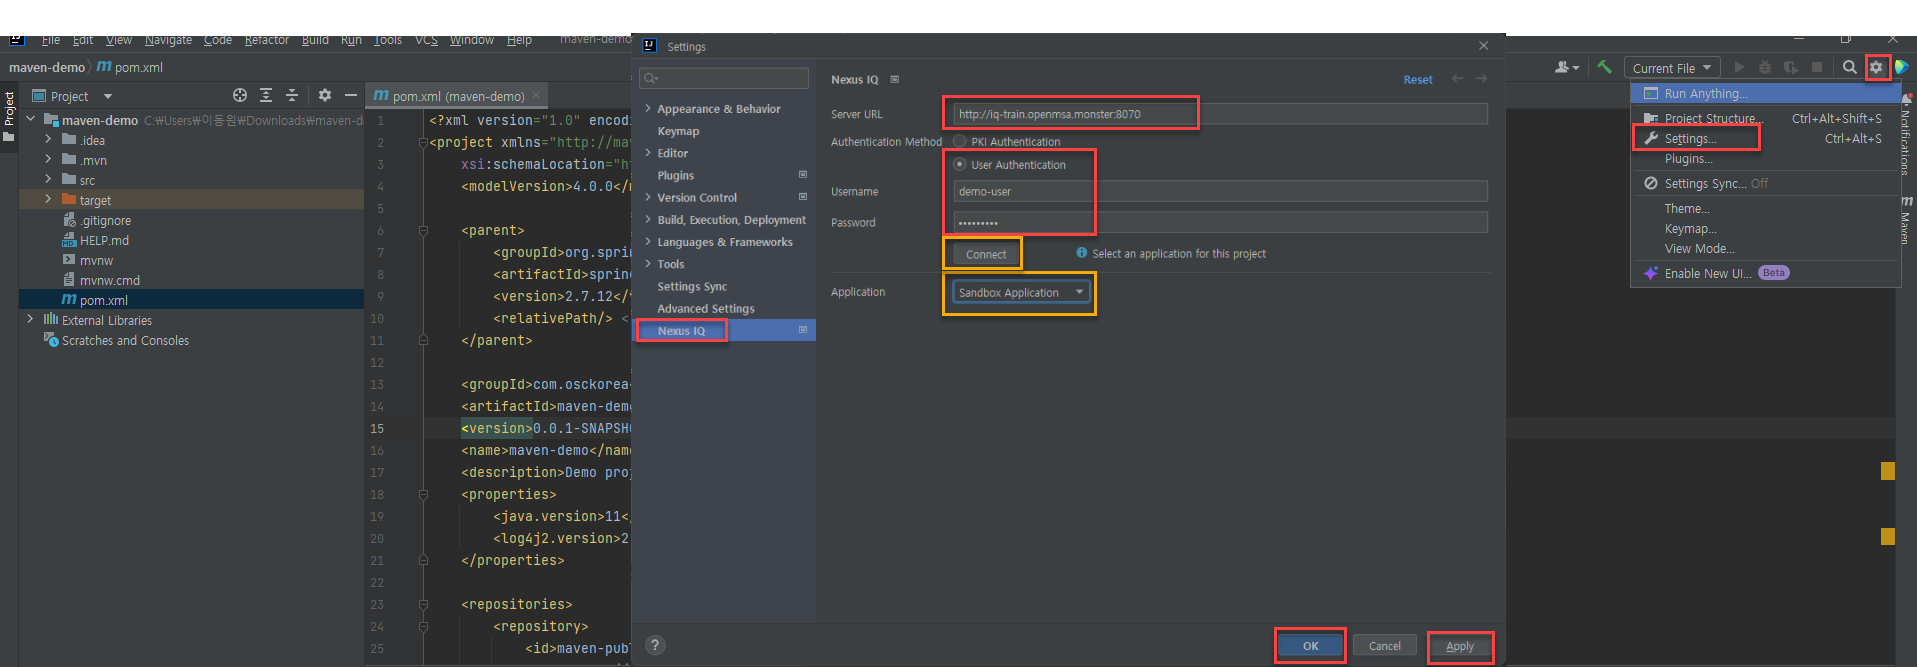 File Edit View Navigate Code Refactor Build Run Tools VCS Window Help maven-demo
maven-demo pom.xml
Current File
Project
Project
maven-demo C:₩Users₩이동원₩Downloads₩maven-d
.idea
.mvn
src
target
.gitignore
HELP.md
mvnw
mvnw.cmd
pom.xml
External Libraries
Scratches and Consoles
pom.xml (maven-demo)
1 <?xml version="1.0" encodi
2 <project xmlns="http://ma
3 xsi:schemaLocation="h
4 <modelVersion>4.0.0</m
5
6 <parent>
7 <groupId>org.spri
8 <artifactId>sprin
9 <version>2.7.12</
10 <relativePath/> <
11 </parent>
12
13 <groupId>com.osckorea
14 <artifactId>maven-dem
15 <version>0.0.1-SNAPSH
16 <name>maven-demo</nam
17 <description>Demo proj
18 <properties>
19 <java.version>11<
20 <log4j2.version>2
21 </properties>
22
23 <repositories>
24 <repository>
25 <id>maven-pub
Settings
Appearance & Behavior
Keymap
Editor
Plugins
Version Control
Build, Execution, Deployment
Languages & Frameworks
Tools
Settings Sync
Advanced Settings
Nexus IQ
Nexus IQ
Reset
Server URL http://iq-train.openmsa.monster:8070
Authentication Method PKI Authentication
User Authentication
Username demo-user
Password •••••••••
Connect Select an application for this project
Application Sandbox Application
? OK Cancel Apply
Run Anything...
Project Structure... Ctrl+Alt+Shift+S
Settings... Ctrl+Alt+S
Plugins...
Settings Sync... Off
Theme...
Keymap...
View Mode...
Enable New UI... Beta
Notifications
Maven